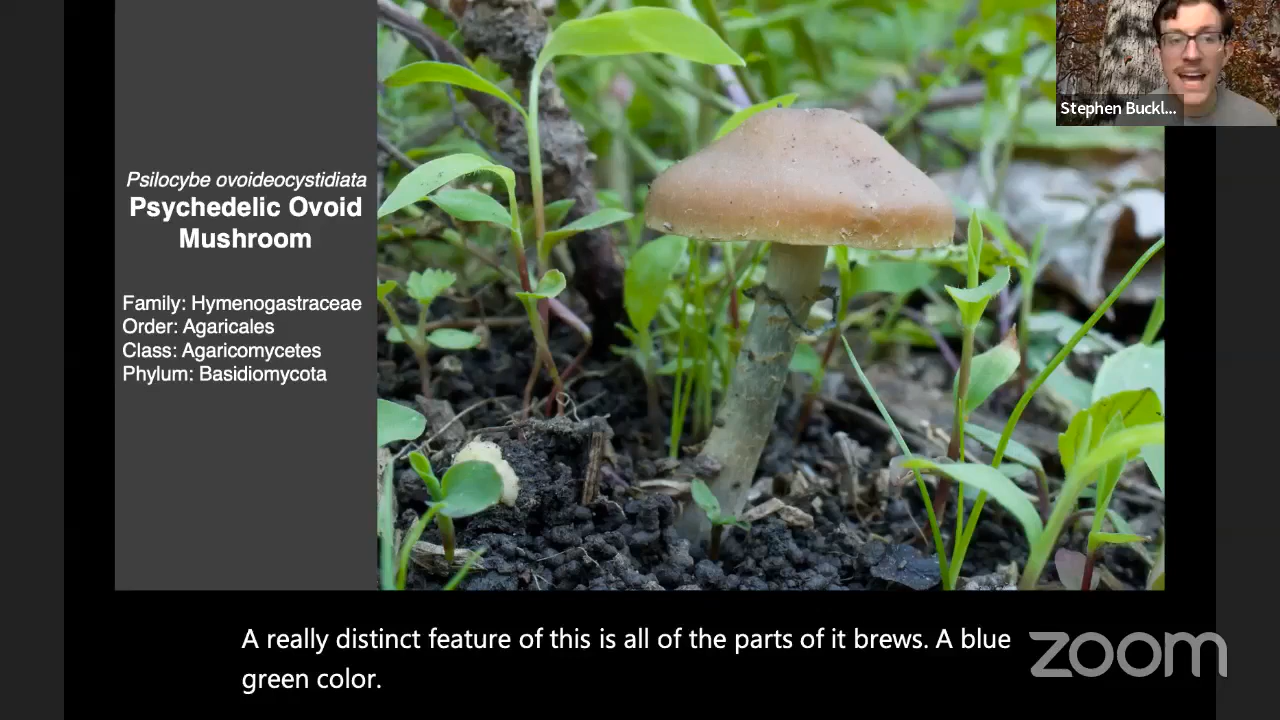 Stephen Buckl...
Psilocybe ovoideocystidiata
Psychedelic Ovoid
Mushroom
Family: Hymenogastraceae
Order: Agaricales
Class: Agaricomycetes
Phylum: Basidiomycota
A really distinct feature of this is all of the parts of it brews. A blue
green color.
zoom